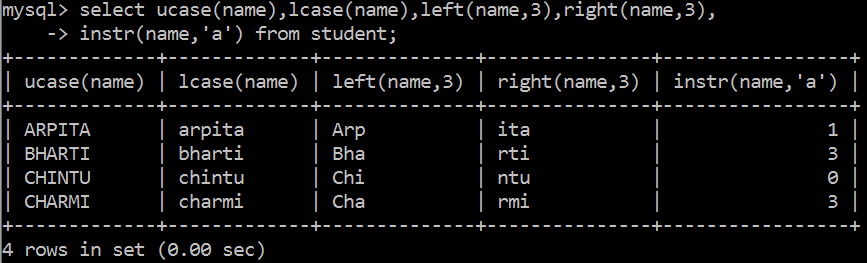 mysql> select ucase(name),lcase(name),left(name,3),right(name,3),
    -> instr(name,'a') from student;
+-------------+-------------+--------------+---------------+-----------------+
| ucase(name) | lcase(name) | left(name,3) | right(name,3) | instr(name,'a') |
+-------------+-------------+--------------+---------------+-----------------+
| ARPITA      | arpita      | Arp          | ita           |               1 |
| BHARTI      | bharti      | Bha          | rti           |               3 |
| CHINTU      | chintu      | Chi          | ntu           |               0 |
| CHARMI      | charmi      | Cha          | rmi           |               3 |
+-------------+-------------+--------------+---------------+-----------------+
4 rows in set (0.00 sec)